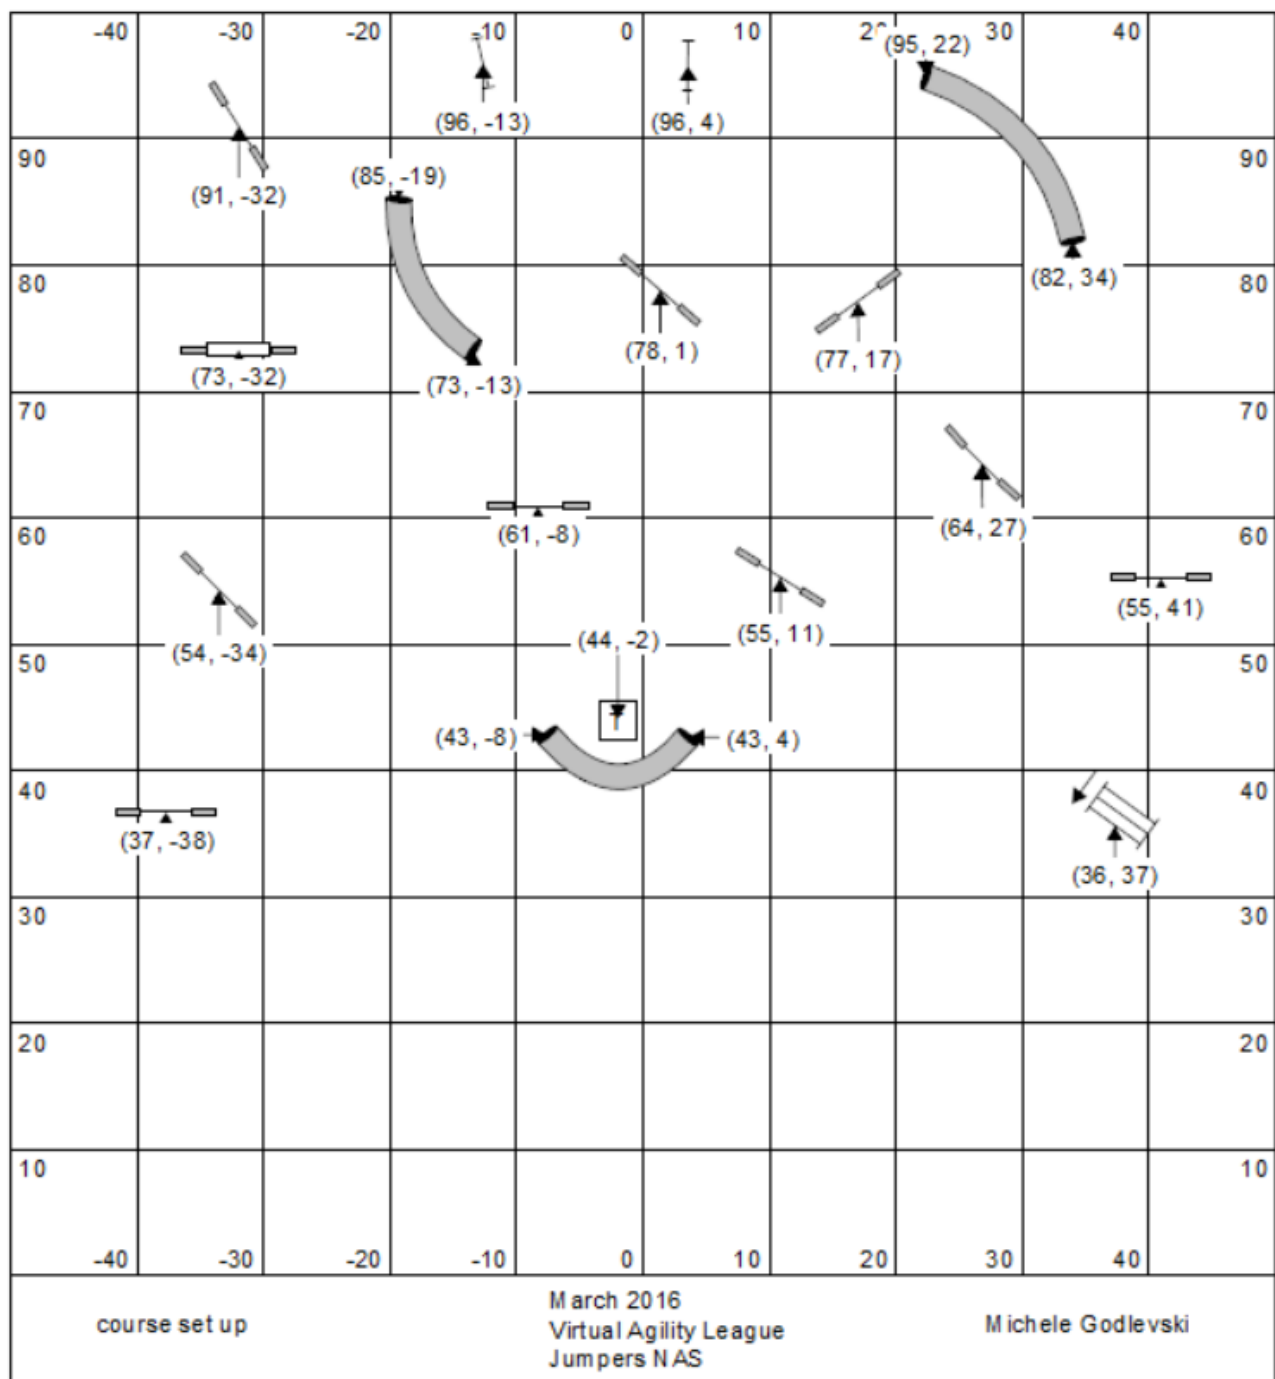 -40 -30 -20 -10 0 10 20 30 40
(95, 22)
(96, -13) (96, 4)
90 90
(85, -19)
(91, -32)
80 (82, 34) 80
(78, 1) (77, 17)
(73, -32) (73, -13)
70 70
(64, 27)
(61, -8)
60 60
(55, 41)
(55, 11)
(44, -2)
(54, -34)
50 50
(43, -8) (43, 4)
40 40
(37, -38)
(36, 37)
30 30
20 20
10 10
-40 -30 -20 -10 0 10 20 30 40
March 2016
course set up Michele Godlevski
Virtual Agility League
Jumpers NAS